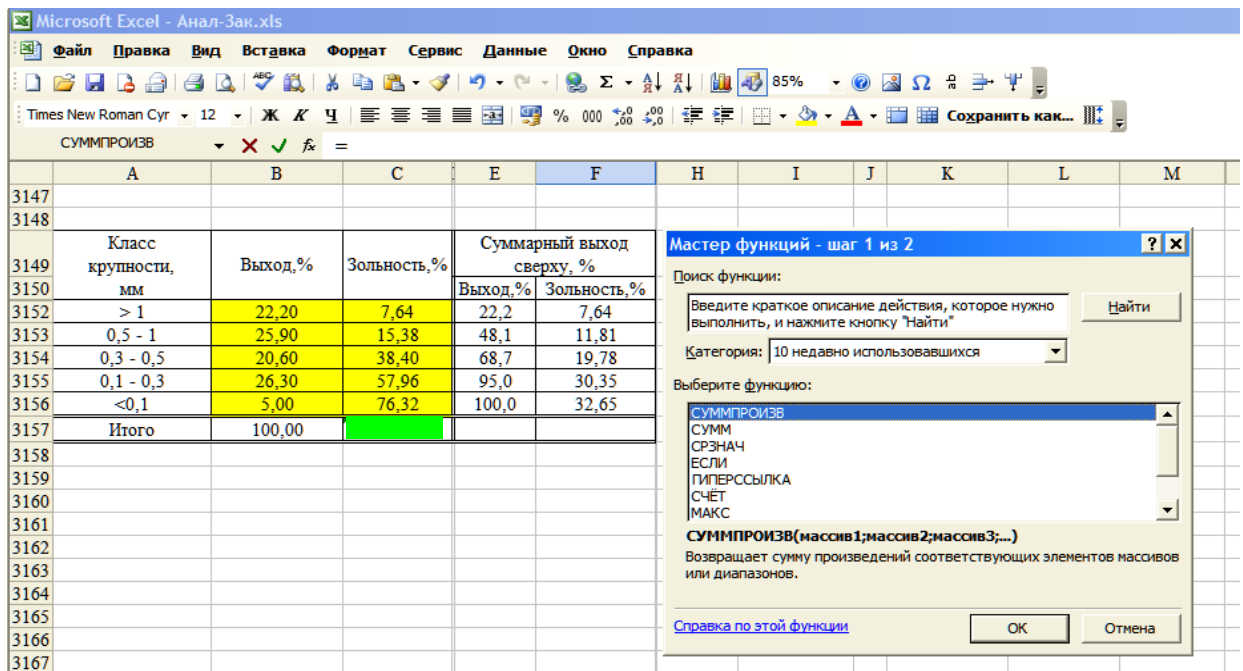 Microsoft Excel - Анал-Зак.xls
Файл Правка Вид Вставка Формат Сервис Данные Окно Справка
85%
Times New Roman Cyr 12 Ж К Ч % 000 Сохранить как...
СУММПРОИЗВ =
A B C E F H I J K L M
3147
3148
Класс Суммарный выход
3149 крупности, Выход,% Зольность,% сверху, %
3150 мм Выход,% Зольность,%
3152 > 1 22,20 7,64 22,2 7,64
3153 0,5 - 1 25,90 15,38 48,1 11,81
3154 0,3 - 0,5 20,60 38,40 68,7 19,78
3155 0,1 - 0,3 26,30 57,96 95,0 30,35
3156 <0,1 5,00 76,32 100,0 32,65
3157 Итого 100,00
3158
3159
3160
3161
3162
3163
3164
3165
3166
3167
Мастер функций - шаг 1 из 2
Поиск функции:
Введите краткое описание действия, которое нужно
выполнить, и нажмите кнопку "Найти"
Найти
Категория: 10 недавно использовавшихся
Выберите функцию:
СУММПРОИЗВ
СУММ
СРЗНАЧ
ЕСЛИ
ГИПЕРССЫЛКА
СЧЁТ
МАКС
СУММПРОИЗВ(массив1;массив2;массив3;...)
Возвращает сумму произведений соответствующих элементов массивов
или диапазонов.
Справка по этой функции
ОК Отмена